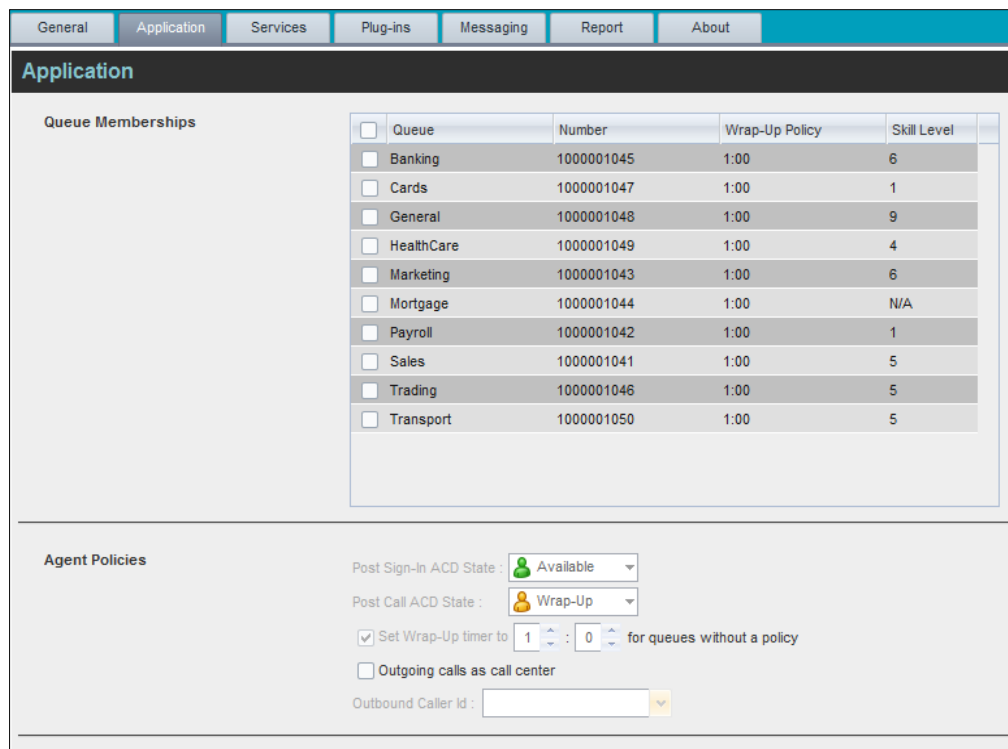 General Application Services Plug-ins Messaging Report About
Application
Queue Memberships
Queue Number Wrap-Up Policy Skill Level
Banking 1000001045 1:00 6
Cards 1000001047 1:00 1
General 1000001048 1:00 9
HealthCare 1000001049 1:00 4
Marketing 1000001043 1:00 6
Mortgage 1000001044 1:00 N/A
Payroll 1000001042 1:00 1
Sales 1000001041 1:00 5
Trading 1000001046 1:00 5
Transport 1000001050 1:00 5
Agent Policies
Post Sign-In ACD State : Available
Post Call ACD State : Wrap-Up
Set Wrap-Up timer to 1 : 0 for queues without a policy
Outgoing calls as call center
Outbound Caller Id :